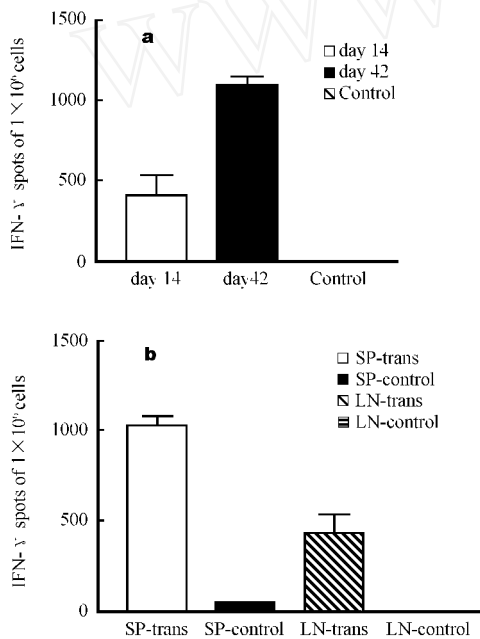 1500
1000
500
0
IFN-γ spots of 1×10⁶ cells
a
day 14
day 42
Control
day 14 day42 Control
1500
1000
500
0
IFN-γ spots of 1×10⁶ cells
b
SP-trans
SP-control
LN-trans
LN-control
SP-trans SP-control LN-trans LN-control